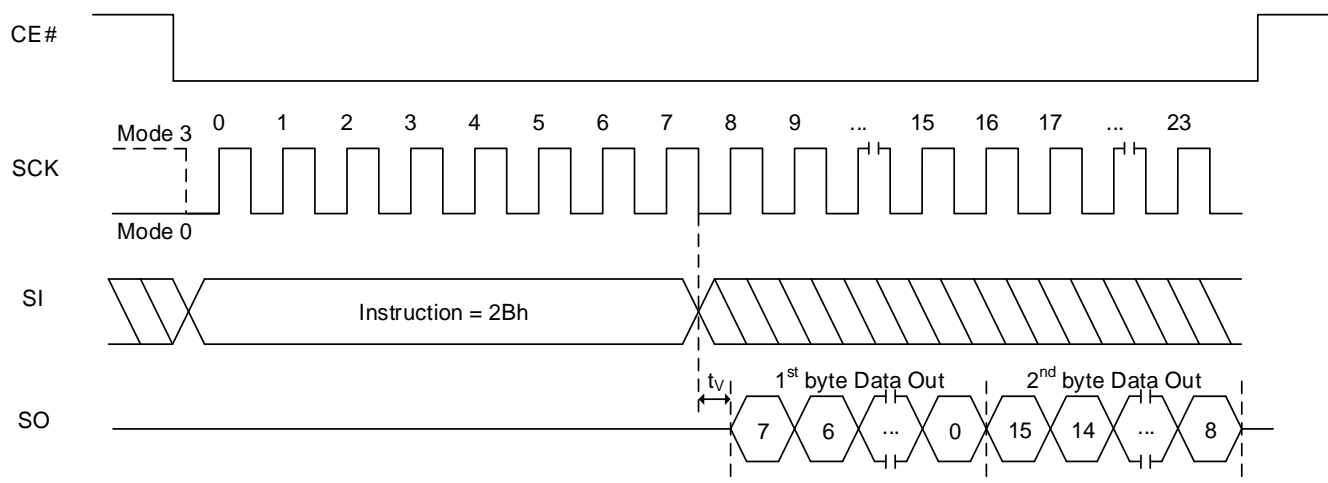 CE#
0 1 2 3 4 5 6 7 8 9 ... 15 16 17 ... 23
Mode 3
SCK
Mode 0
SI
Instruction = 2Bh
tV
1st byte Data Out
2nd byte Data Out
SO
7 6 ... 0 15 14 ... 8